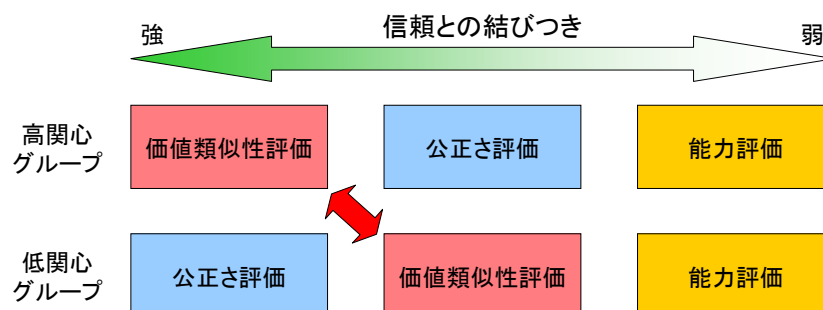 信頼との結びつき
強
弱
高関心
グループ
価値類似性評価
公正さ評価
能力評価
低関心
グループ
公正さ評価
価値類似性評価
能力評価